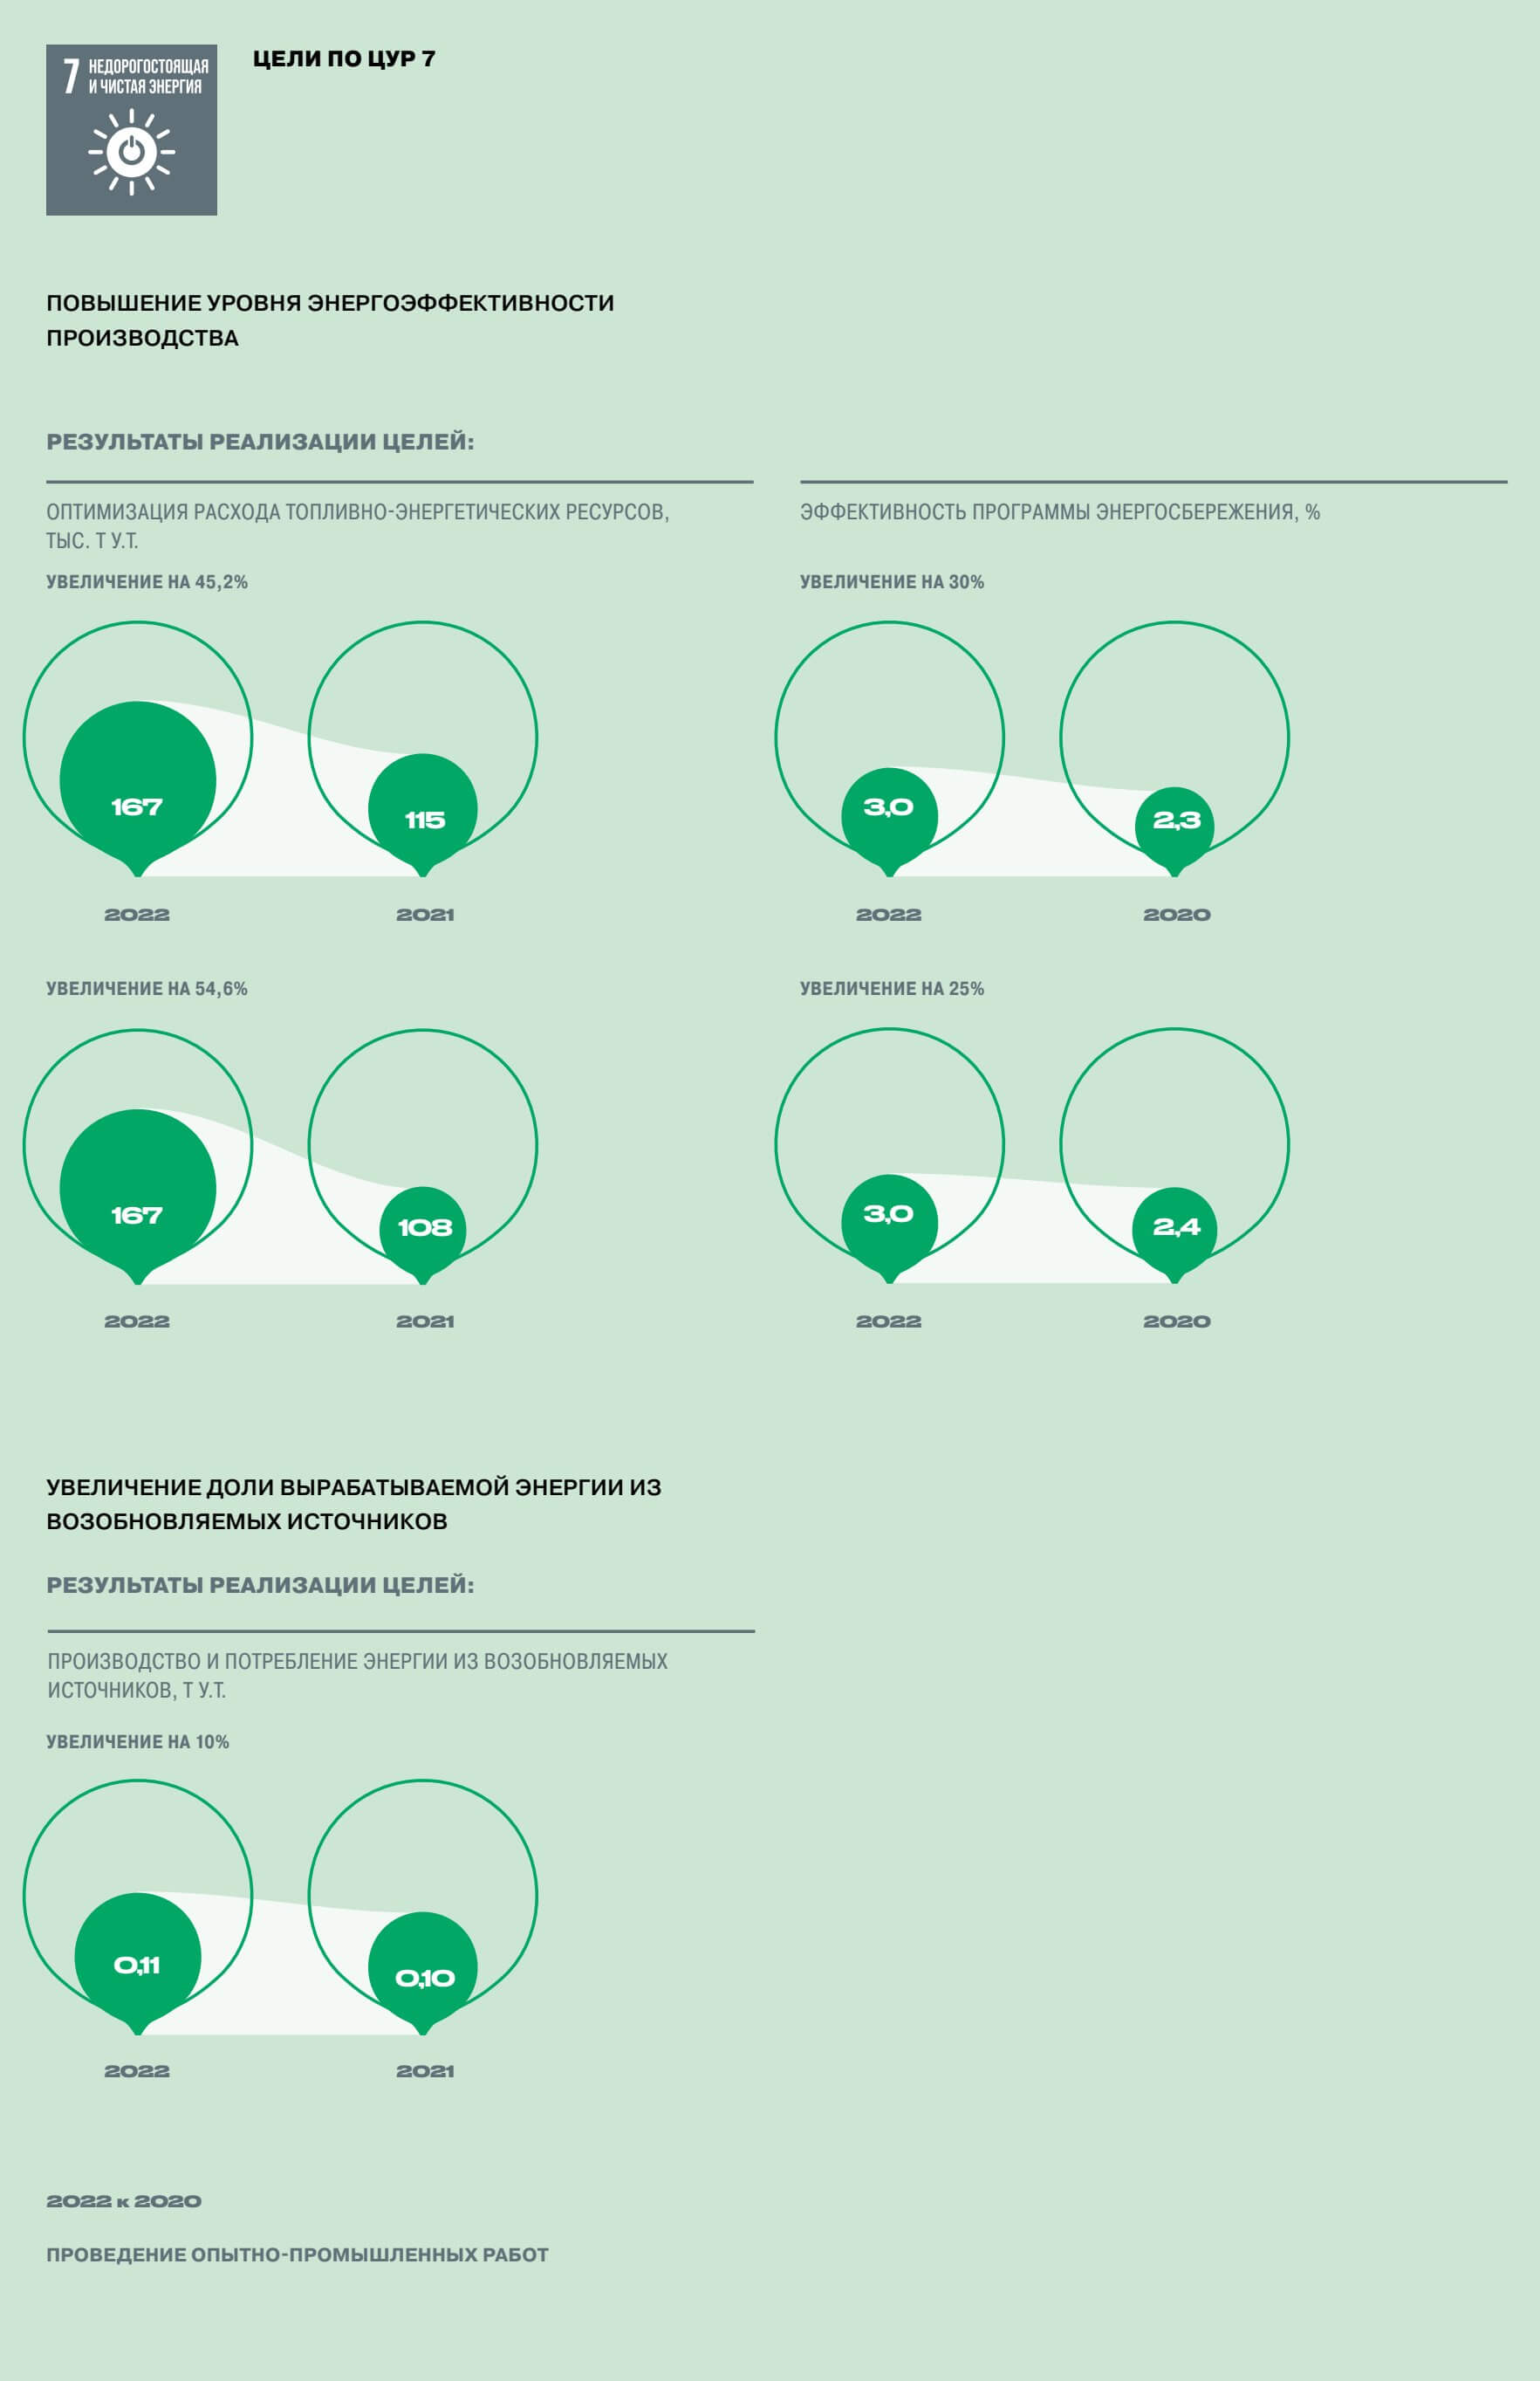 7 НЕДОРОГОСТОЯЩАЯ
И ЧИСТАЯ ЭНЕРГИЯ
ЦЕЛИ ПО ЦУР 7
ПОВЫШЕНИЕ УРОВНЯ ЭНЕРГОЭФФЕКТИВНОСТИ
ПРОИЗВОДСТВА
РЕЗУЛЬТАТЫ РЕАЛИЗАЦИИ ЦЕЛЕЙ:
ОПТИМИЗАЦИЯ РАСХОДА ТОПЛИВНО-ЭНЕРГЕТИЧЕСКИХ РЕСУРСОВ,
ТЫС. Т У.Т.
УВЕЛИЧЕНИЕ НА 45,2%
167
115
2022
2021
УВЕЛИЧЕНИЕ НА 54,6%
167
108
2022
2021
ЭФФЕКТИВНОСТЬ ПРОГРАММЫ ЭНЕРГОСБЕРЕЖЕНИЯ, %
УВЕЛИЧЕНИЕ НА 30%
3,0
2,3
2022
2020
УВЕЛИЧЕНИЕ НА 25%
3,0
2,4
2022
2020
УВЕЛИЧЕНИЕ ДОЛИ ВЫРАБАТЫВАЕМОЙ ЭНЕРГИИ ИЗ
ВОЗОБНОВЛЯЕМЫХ ИСТОЧНИКОВ
РЕЗУЛЬТАТЫ РЕАЛИЗАЦИИ ЦЕЛЕЙ:
ПРОИЗВОДСТВО И ПОТРЕБЛЕНИЕ ЭНЕРГИИ ИЗ ВОЗОБНОВЛЯЕМЫХ
ИСТОЧНИКОВ, Т У.Т.
УВЕЛИЧЕНИЕ НА 10%
0,11
0,10
2022
2021
2022 к 2020
ПРОВЕДЕНИЕ ОПЫТНО-ПРОМЫШЛЕННЫХ РАБОТ